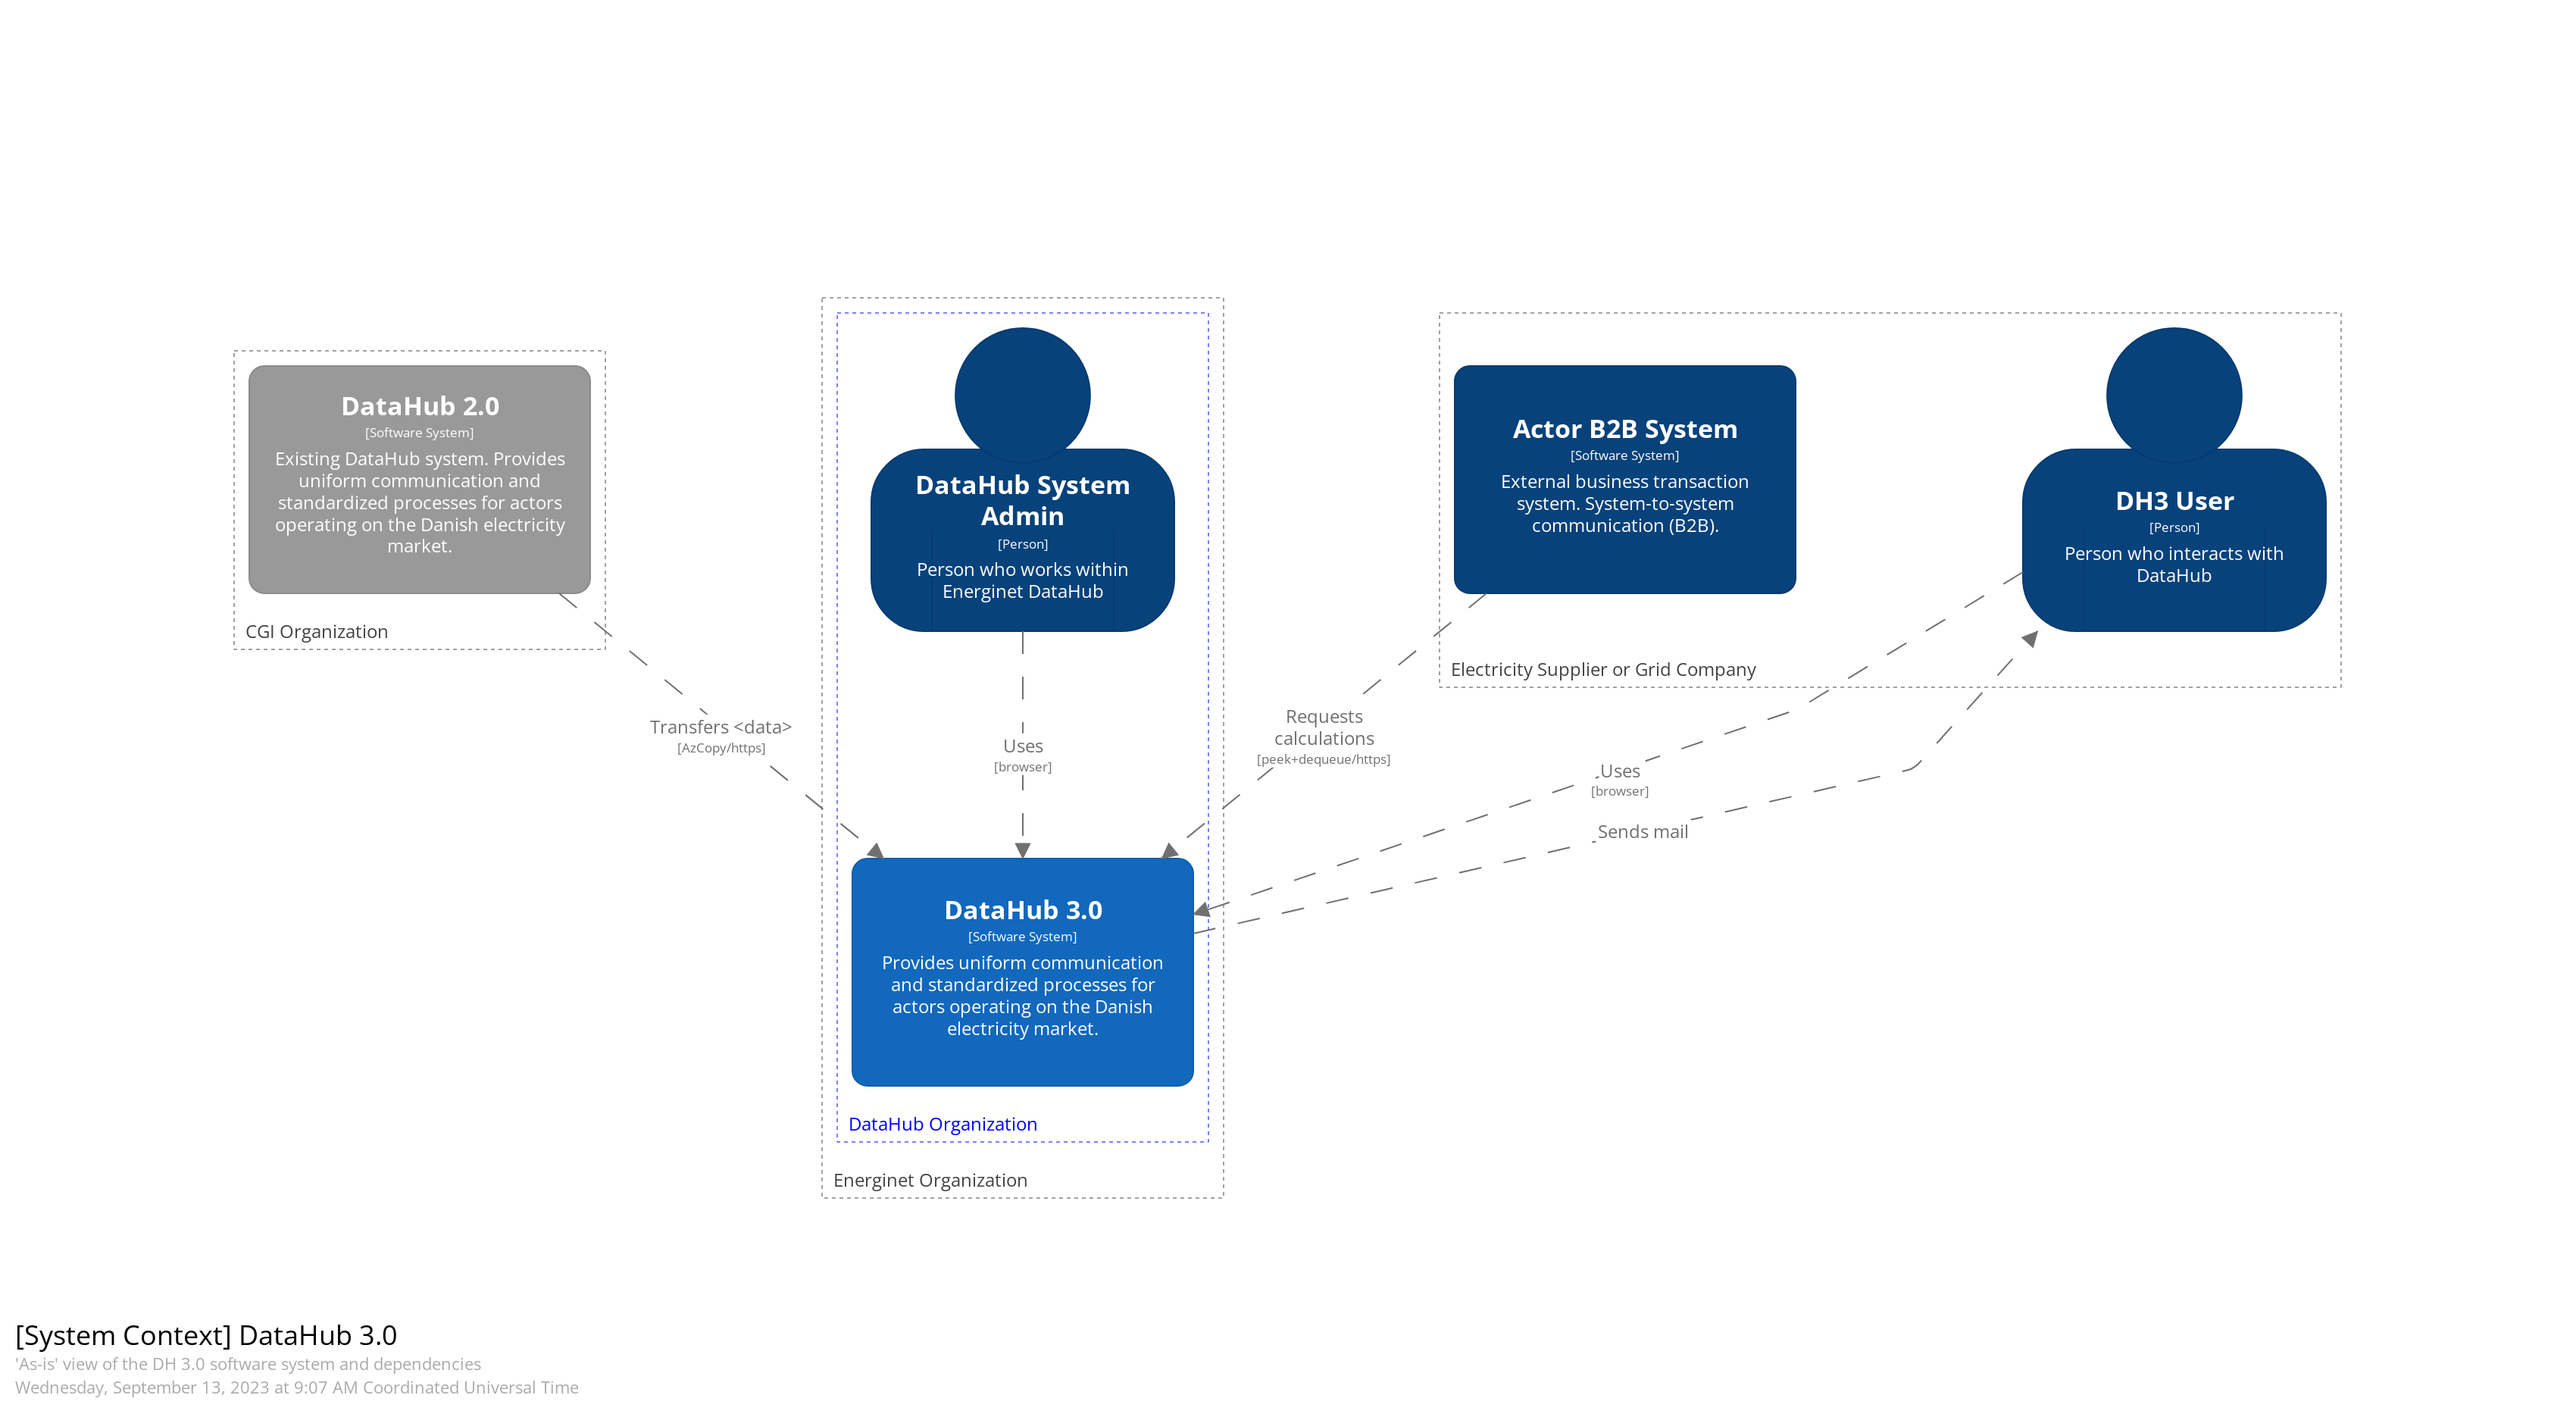 DataHub 2.0
[Software System]
Existing DataHub system. Provides
uniform communication and
standardized processes for actors
operating on the Danish electricity
market.
CGI Organization
DataHub System
Admin
[Person]
Person who works within
Energinet DataHub
Actor B2B System
[Software System]
External business transaction
system. System-to-system
communication (B2B).
DH3 User
[Person]
Person who interacts with
DataHub
Electricity Supplier or Grid Company
Transfers <data>
[AzCopy/https]
Uses
[browser]
Requests
calculations
[peek+dequeue/https]
Uses
[browser]
Sends mail
DataHub 3.0
[Software System]
Provides uniform communication
and standardized processes for
actors operating on the Danish
electricity market.
DataHub Organization
Energinet Organization
[System Context] DataHub 3.0
'As-is' view of the DH 3.0 software system and dependencies
Wednesday, September 13, 2023 at 9:07 AM Coordinated Universal Time